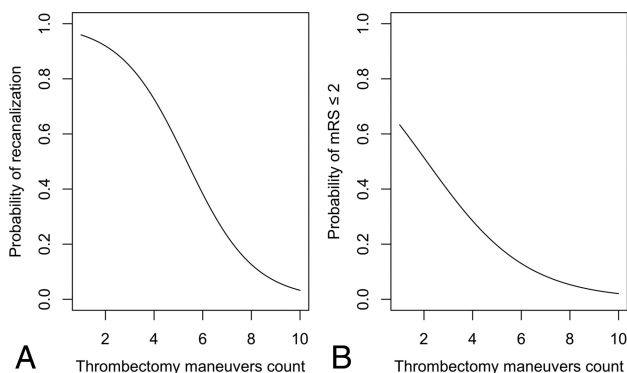 Probability of recanalization
1.0
0.8
0.6
0.4
0.2
0.0
2 4 6 8 10
Thrombectomy maneuvers count
A
Probability of mRS ≤ 2
1.0
0.8
0.6
0.4
0.2
0.0
2 4 6 8 10
Thrombectomy maneuvers count
B